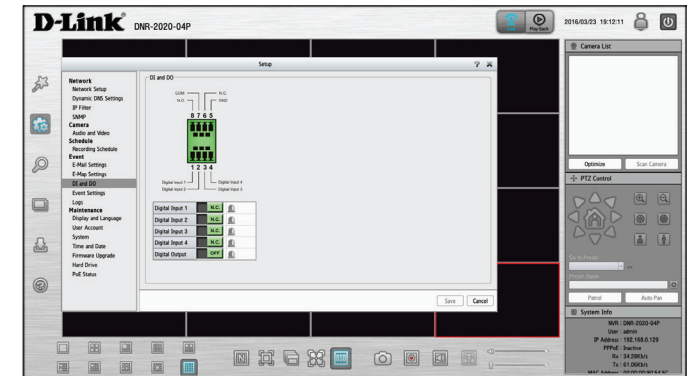 D-Link DNR-2020-04P
Play Back
2016/03/23 19:12:11
Camera List
Setup
? X
Network
Network Setup
Dynamic DNS Settings
IP Filter
SNMP
Camera
Audio and Video
Schedule
Recording Schedule
Event
E-Mail Settings
E-Map Settings
DI and DO
Event Settings
Logs
Maintenance
Display and Language
User Account
System
Time and Date
Firmware Upgrade
Hard Drive
PoE Status
DI and DO
COM
N.O.
N.C.
GND
8 7 6 5
1 2 3 4
Digital Input 1
Digital Input 2
Digital Input 4
Digital Input 3
Digital Input 1 N.C.
Digital Input 2 N.C.
Digital Input 3 N.C.
Digital Input 4 N.C.
Digital Output OFF
Save Cancel
Optimize Scan Camera
PTZ Control
Go to Preset
Preset Name
Patrol Auto Pan
System Info
NVR : DNR-2020-04P
User : admin
IP Address : 192.168.0.129
PPPoE : Inactive
Rx : 34.28Kb/s
Tx : 61.06Kb/s